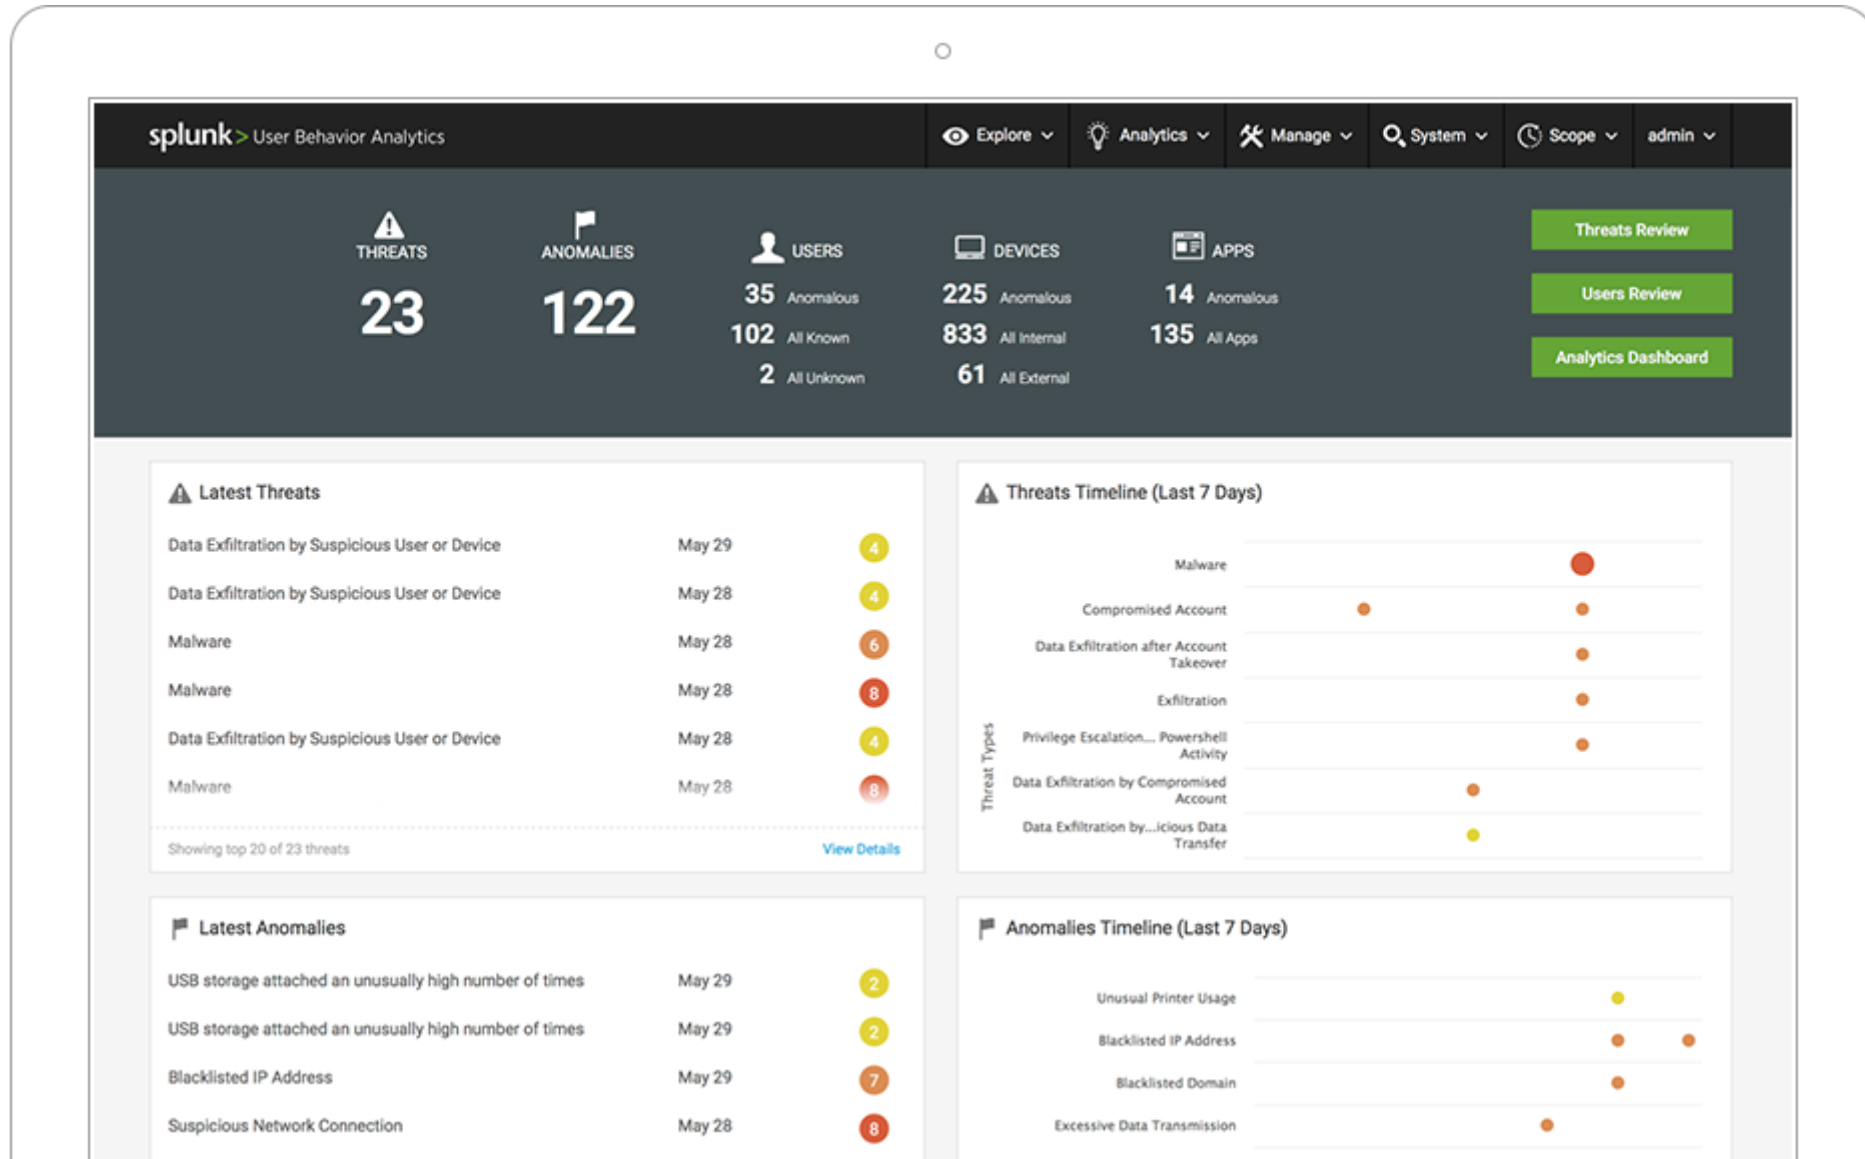 splunk> User Behavior Analytics
Explore
Analytics
Manage
System
Scope
admin
THREATS
23
ANOMALIES
122
USERS
35 Anomalous
102 All Known
2 All Unknown
DEVICES
225 Anomalous
833 All Internal
61 All External
APPS
14 Anomalous
135 All Apps
Threats Review
Users Review
Analytics Dashboard
Latest Threats
Data Exfiltration by Suspicious User or Device May 29 4
Data Exfiltration by Suspicious User or Device May 28 4
Malware May 28 6
Malware May 28 8
Data Exfiltration by Suspicious User or Device May 28 4
Malware May 28 8
Showing top 20 of 23 threats View Details
Threats Timeline (Last 7 Days)
Threat Types
Malware
Compromised Account
Data Exfiltration after Account
Takeover
Exfiltration
Privilege Escalation... Powershell
Activity
Data Exfiltration by Compromised
Account
Data Exfiltration by...icious Data
Transfer
Latest Anomalies
USB storage attached an unusually high number of times May 29 2
USB storage attached an unusually high number of times May 29 2
Blacklisted IP Address May 29 7
Suspicious Network Connection May 28 8
Anomalies Timeline (Last 7 Days)
Unusual Printer Usage
Blacklisted IP Address
Blacklisted Domain
Excessive Data Transmission